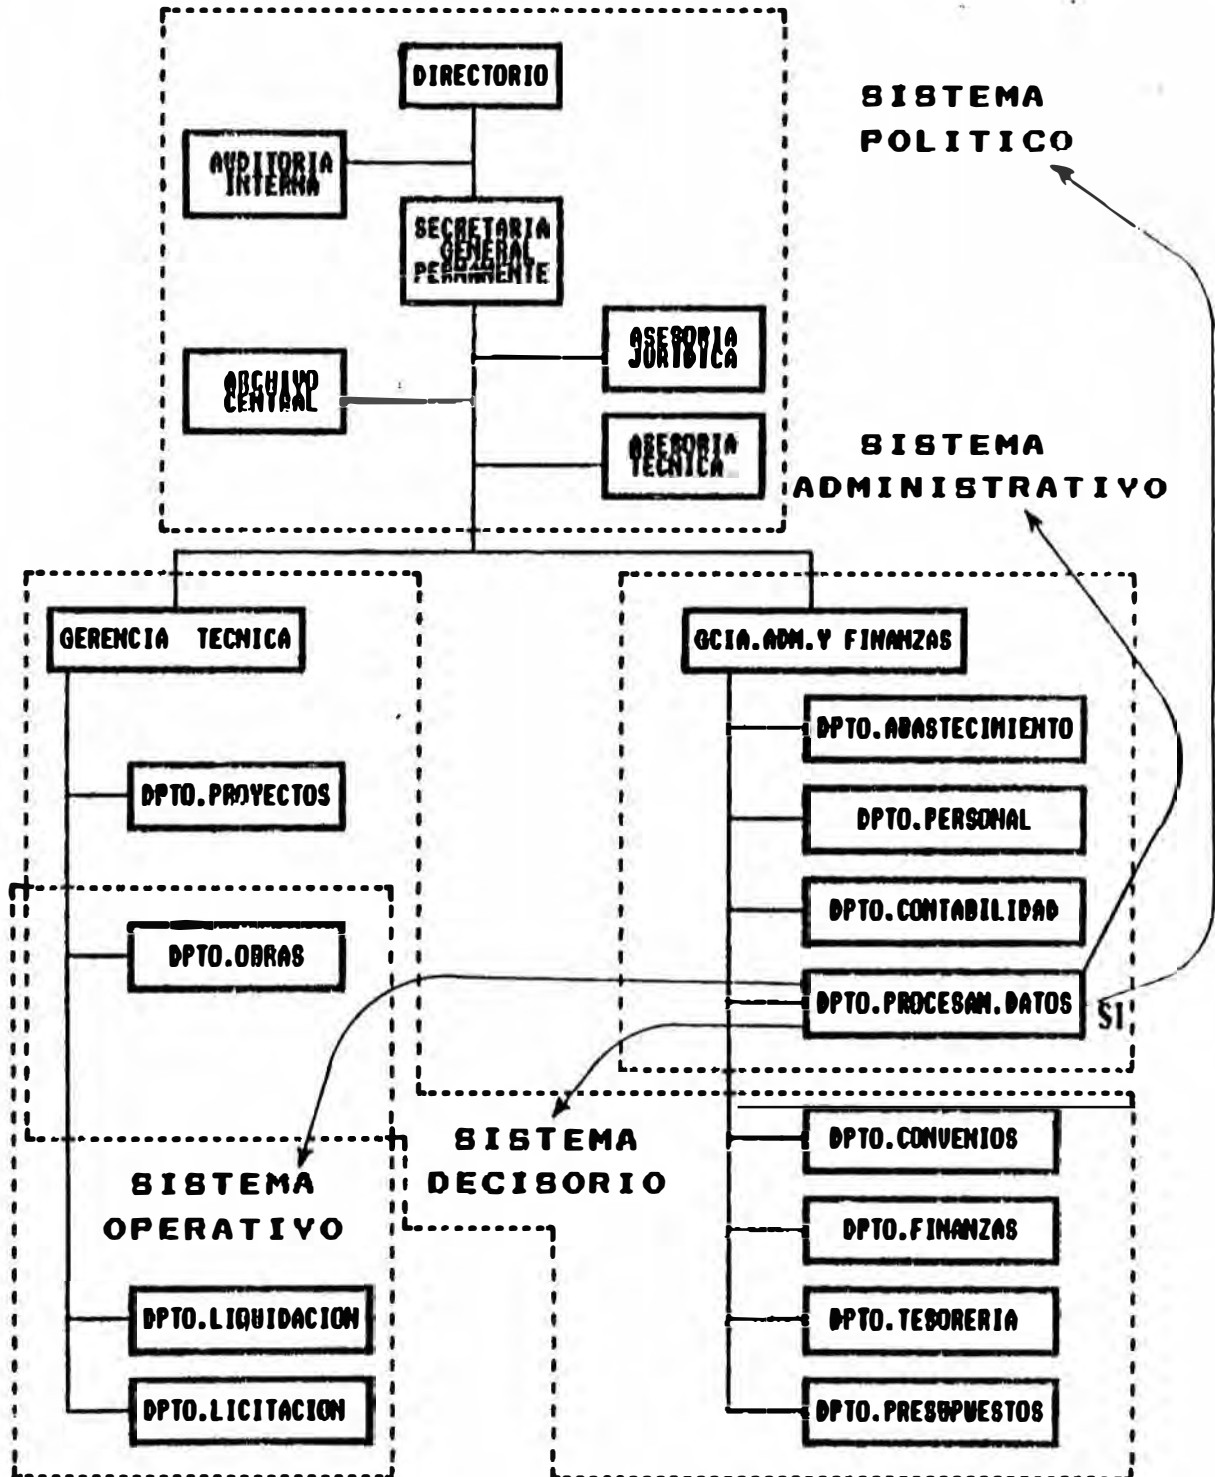 DIRECTORIO
SISTEMA
POLITICO
AUDITORIA
INTERNA
SECRETARIA
GENERAL
PERMANENTE
ASESORIA
JURIDICA
ARCHIVO
CENTRAL
ASESORIA
TECNICA
SISTEMA
ADMINISTRATIVO
GERENCIA TECNICA
GCIA.ADM.Y FINANZAS
DPTO.ABASTECIMIENTO
DPTO.PROYECTOS
DPTO.PERSONAL
DPTO.CONTABILIDAD
DPTO.OBRAS
DPTO.PROCESAM.DATOS
SI
SISTEMA
DECISORIO
DPTO.CONVENIOS
SISTEMA
OPERATIVO
DPTO.FINANZAS
DPTO.LIQUIDACION
DPTO.TESORERIA
DPTO.LICITACION
DPTO.PRESUPUESTOS